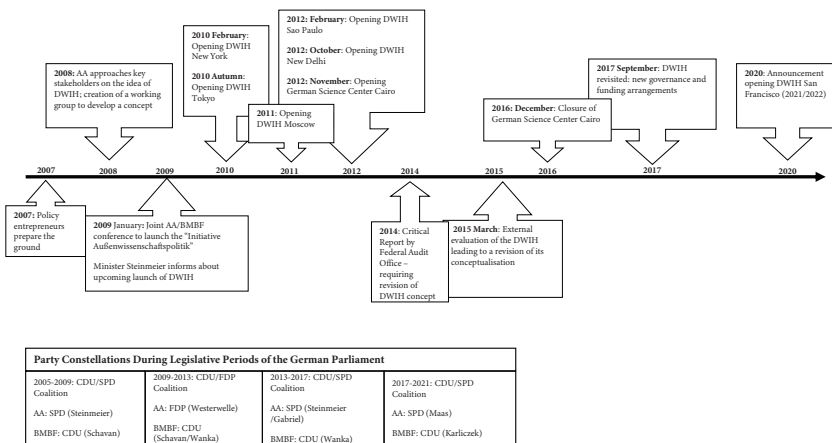 2007: Policy
entrepreneurs
prepare the
ground
2008: AA approaches key
stakeholders on the idea of
DWIH; creation of a working
group to develop a concept
2009 January: Joint AA/BMBF
conference to launch the "Initiative
Außenwissenschaftspolitik"
Minister Steinmeier informs about
upcoming launch of DWIH
2010 February:
Opening DWIH
New York
2010 Autumn:
Opening DWIH
Tokyo
2011: Opening
DWIH Moscow
2012: February: Opening DWIH
Sao Paulo
2012: October: Opening DWIH
New Delhi
2012: November: Opening
German Science Center Cairo
2014: Critical
Report by
Federal Audit
Office –
requiring
revision of
DWIH concept
2015 March: External
evaluation of the DWIH
leading to a revision of its
conceptualisation
2016: December: Closure of
German Science Center Cairo
2017 September: DWIH
revisited: new governance and
funding arrangements
2020: Announcement
opening DWIH San
Francisco (2021/2022)
2007 2008 2009 2010 2011 2012 2014 2015 2016 2017 2020
Party Constellations During Legislative Periods of the German Parliament
2005-2009: CDU/SPD
Coalition
AA: SPD (Steinmeier)
BMBF: CDU (Schavan)
2009-2013: CDU/FDP
Coalition
AA: FDP (Westerwelle)
BMBF: CDU
(Schavan/Wanka)
2013-2017: CDU/SPD
Coalition
AA: SPD (Steinmeier
/Gabriel)
BMBF: CDU (Wanka)
2017-2021: CDU/SPD
Coalition
AA: SPD (Maas)
BMBF: CDU (Karliczek)